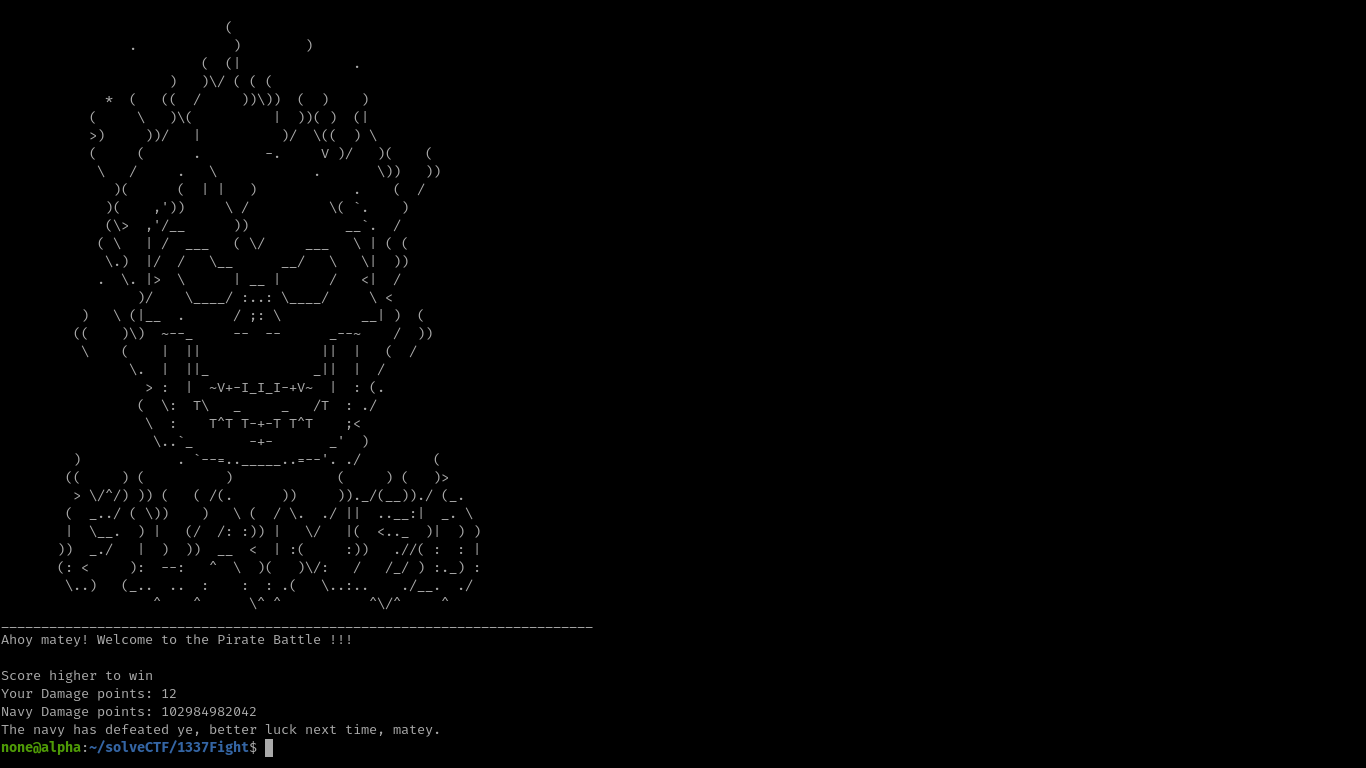 Ahoy matey! Welcome to the Pirate Battle !!!
Score higher to win
Your Damage points: 12
Navy Damage points: 102984982042
The navy has defeated ye, better luck next time, matey.
none@alpha:~/solveCTF/1337Fight$